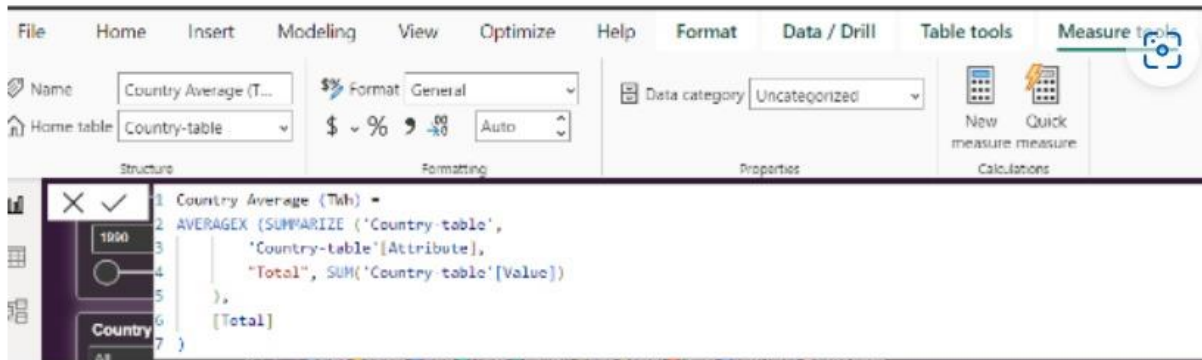 File Home Insert Modeling View Optimize Help Format Data / Drill Table tools Measure tools
Name Country Average (T... $% Format General Data category Uncategorized New measure Quick measure
Home table Country-table $ % 9 Auto
Structure Formatting Properties Calculations
1 Country Average (TWh) =
2 AVERAGEX (SUMMARIZE ('Country-table',
3 'Country-table'[Attribute],
4 "Total", SUM('Country-table'[Value])
5 ),
6 [Total]
7 )
1990
Country
All